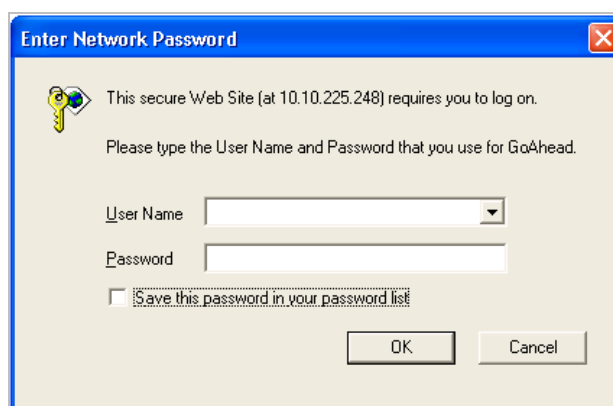 Enter Network Password
This secure Web Site (at 10.10.225.248) requires you to log on.
Please type the User Name and Password that you use for GoAhead.
User Name
Password
Save this password in your password list
OK Cancel